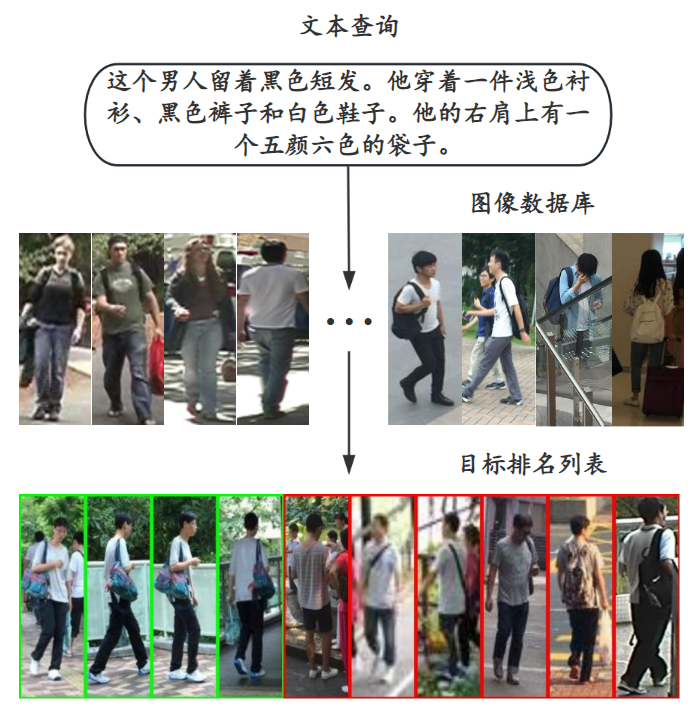 文本查询
这个男人留着黑色短发。他穿着一件浅色衬
衫、黑色裤子和白色鞋子。他的右肩上有一
个五颜六色的袋子。
图像数据库
目标排名列表